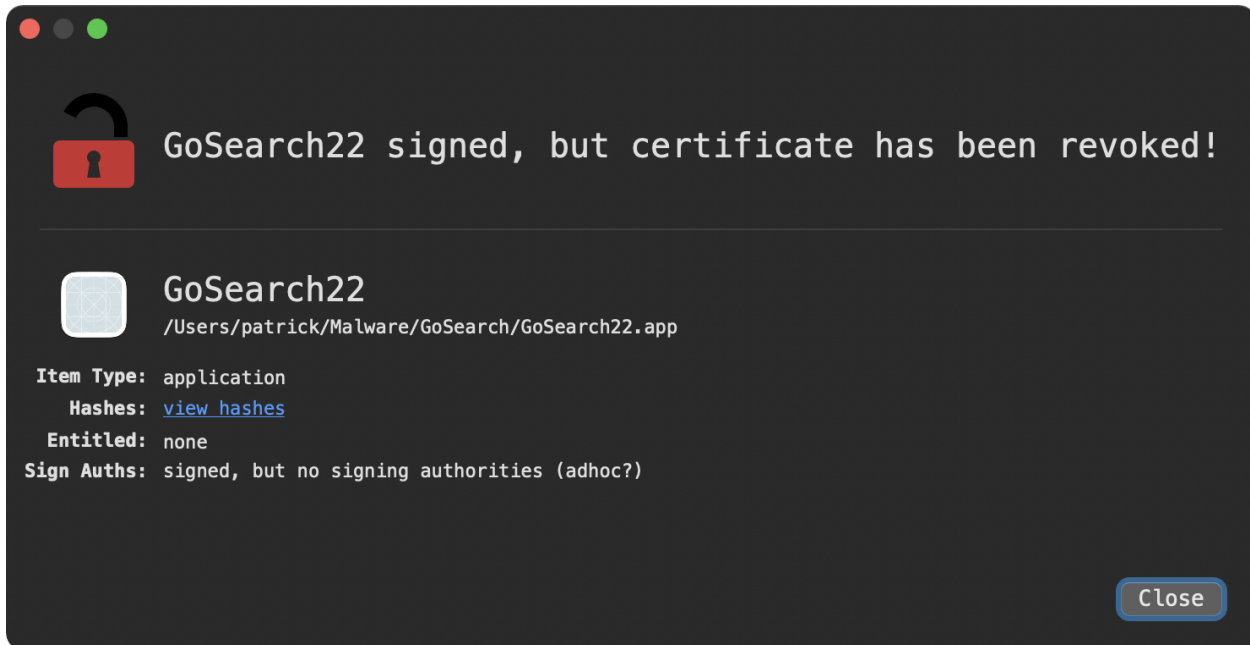 GoSearch22 signed, but certificate has been revoked!
GoSearch22
/Users/patrick/Malware/GoSearch/GoSearch22.app
Item Type: application
Hashes: view hashes
Entitled: none
Sign Auths: signed, but no signing authorities (adhoc?)
Close